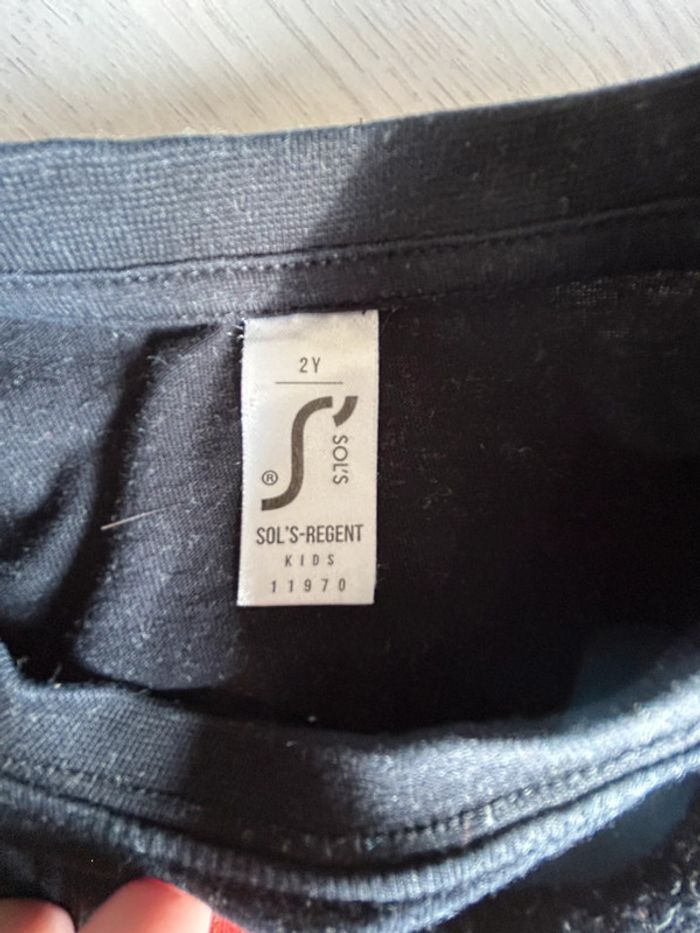 2Y
SOL'S
®
SOL'S-REGENT
KIDS
11970